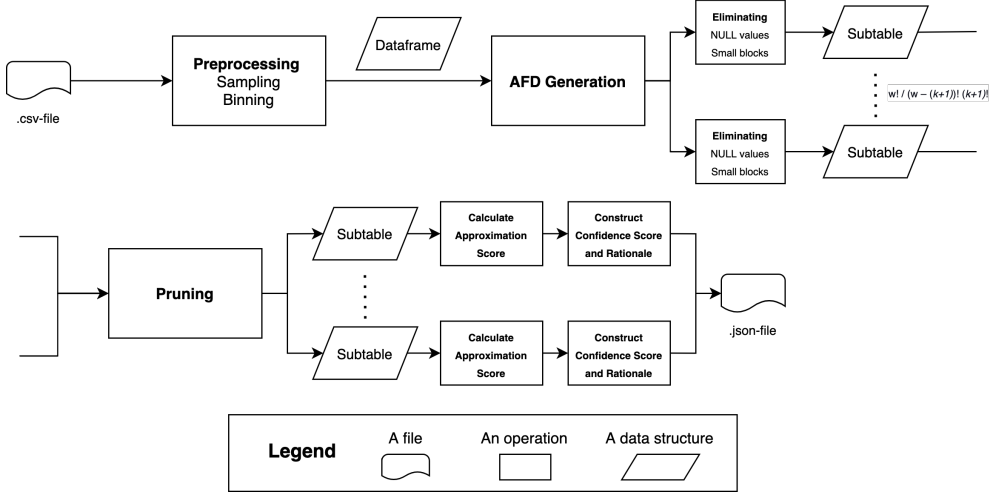 .csv-file
Preprocessing
Sampling
Binning
Dataframe
AFD Generation
Eliminating
NULL values
Small blocks
Subtable
w! / (w – (k+1))! (k+1)!
Eliminating
NULL values
Small blocks
Subtable
Pruning
Subtable
Calculate
Approximation
Score
Construct
Confidence Score
and Rationale
Subtable
Calculate
Approximation
Score
Construct
Confidence Score
and Rationale
.json-file
Legend
A file
An operation
A data structure